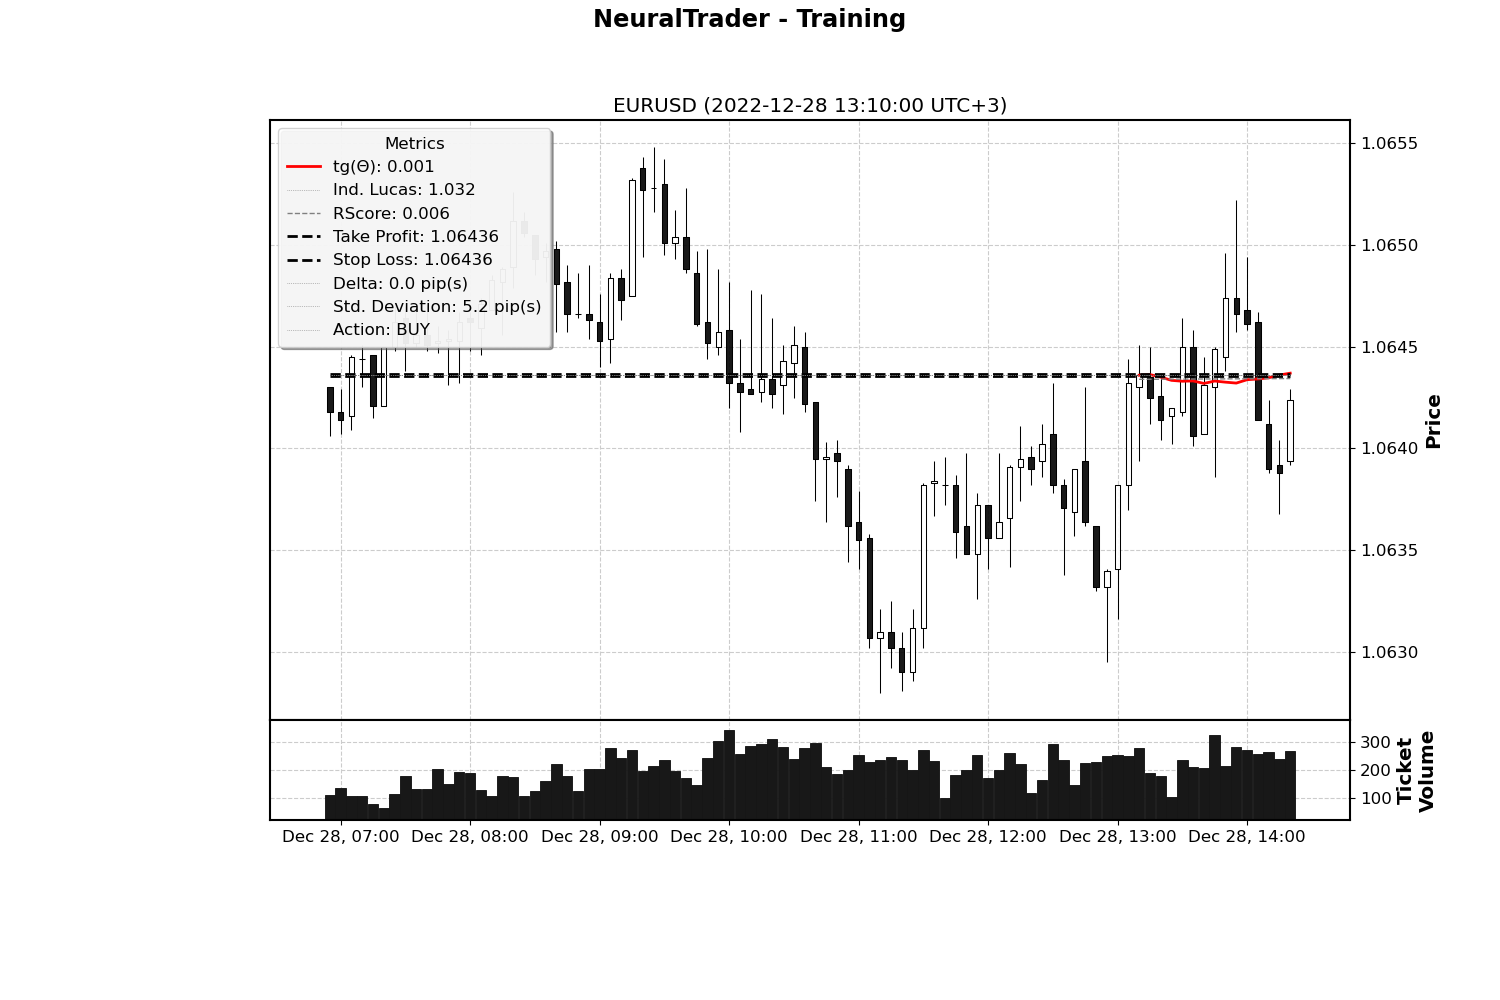 NeuralTrader - Training
EURUSD (2022-12-28 13:10:00 UTC+3)
Metrics
tg(Θ): 0.001
Ind. Lucas: 1.032
RScore: 0.006
Take Profit: 1.06436
Stop Loss: 1.06436
Delta: 0.0 pip(s)
Std. Deviation: 5.2 pip(s)
Action: BUY
1.0655
1.0650
1.0645
1.0640
1.0635
1.0630
Price
300
200
100
Ticket
Volume
Dec 28, 07:00 Dec 28, 08:00 Dec 28, 09:00 Dec 28, 10:00 Dec 28, 11:00 Dec 28, 12:00 Dec 28, 13:00 Dec 28, 14:00